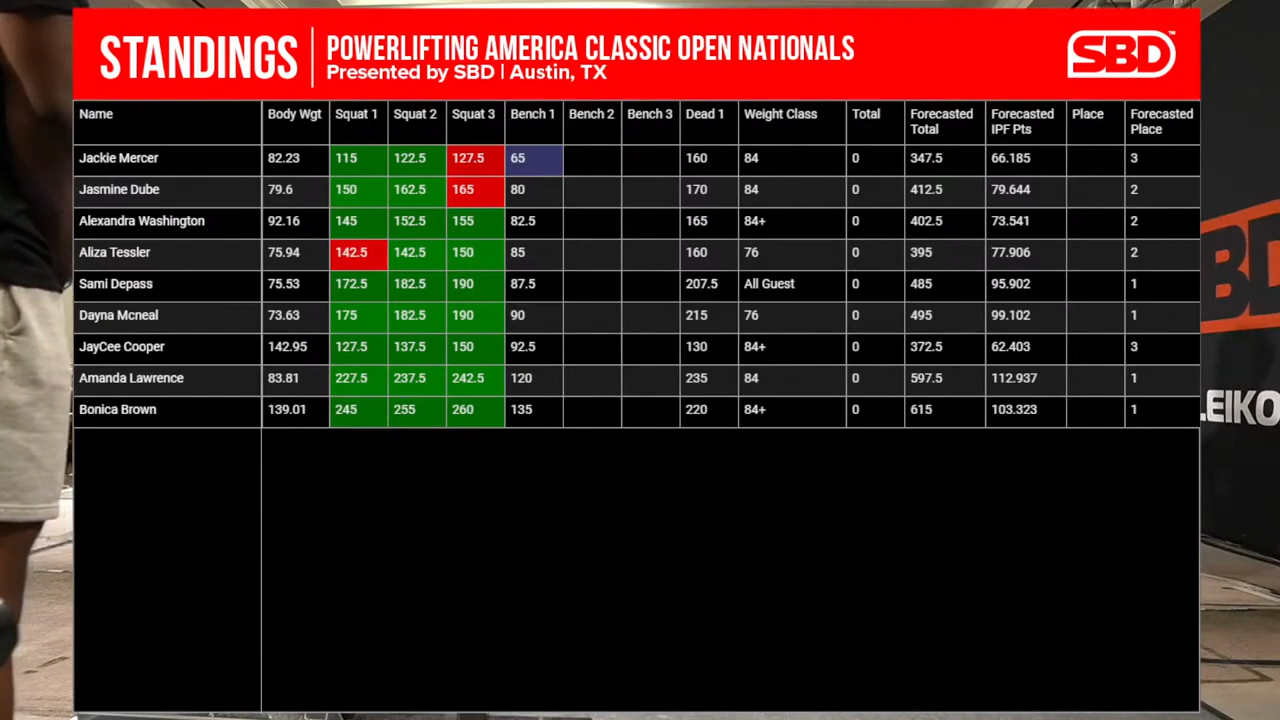 STANDINGS
POWERLIFTING AMERICA CLASSIC OPEN NATIONALS
Presented by SBD | Austin, TX
SBD™
Name Body Wgt Squat 1 Squat 2 Squat 3 Bench 1 Bench 2 Bench 3 Dead 1 Weight Class Total Forecasted Total Forecasted IPF Pts Place Forecasted Place
Jackie Mercer 82.23 115 122.5 127.5 65 160 84 0 347.5 66.185 3
Jasmine Dube 79.6 150 162.5 165 80 170 84 0 412.5 79.644 2
Alexandra Washington 92.16 145 152.5 155 82.5 165 84+ 0 402.5 73.541 2
Aliza Tessler 75.94 142.5 142.5 150 85 160 76 0 395 77.906 2
Sami Depass 75.53 172.5 182.5 190 87.5 207.5 All Guest 0 485 95.902 1
Dayna Mcneal 73.63 175 182.5 190 90 215 76 0 495 99.102 1
JayCee Cooper 142.95 127.5 137.5 150 92.5 130 84+ 0 372.5 62.403 3
Amanda Lawrence 83.81 227.5 237.5 242.5 120 235 84 0 597.5 112.937 1
Bonica Brown 139.01 245 255 260 135 220 84+ 0 615 103.323 1
BD
EIKO